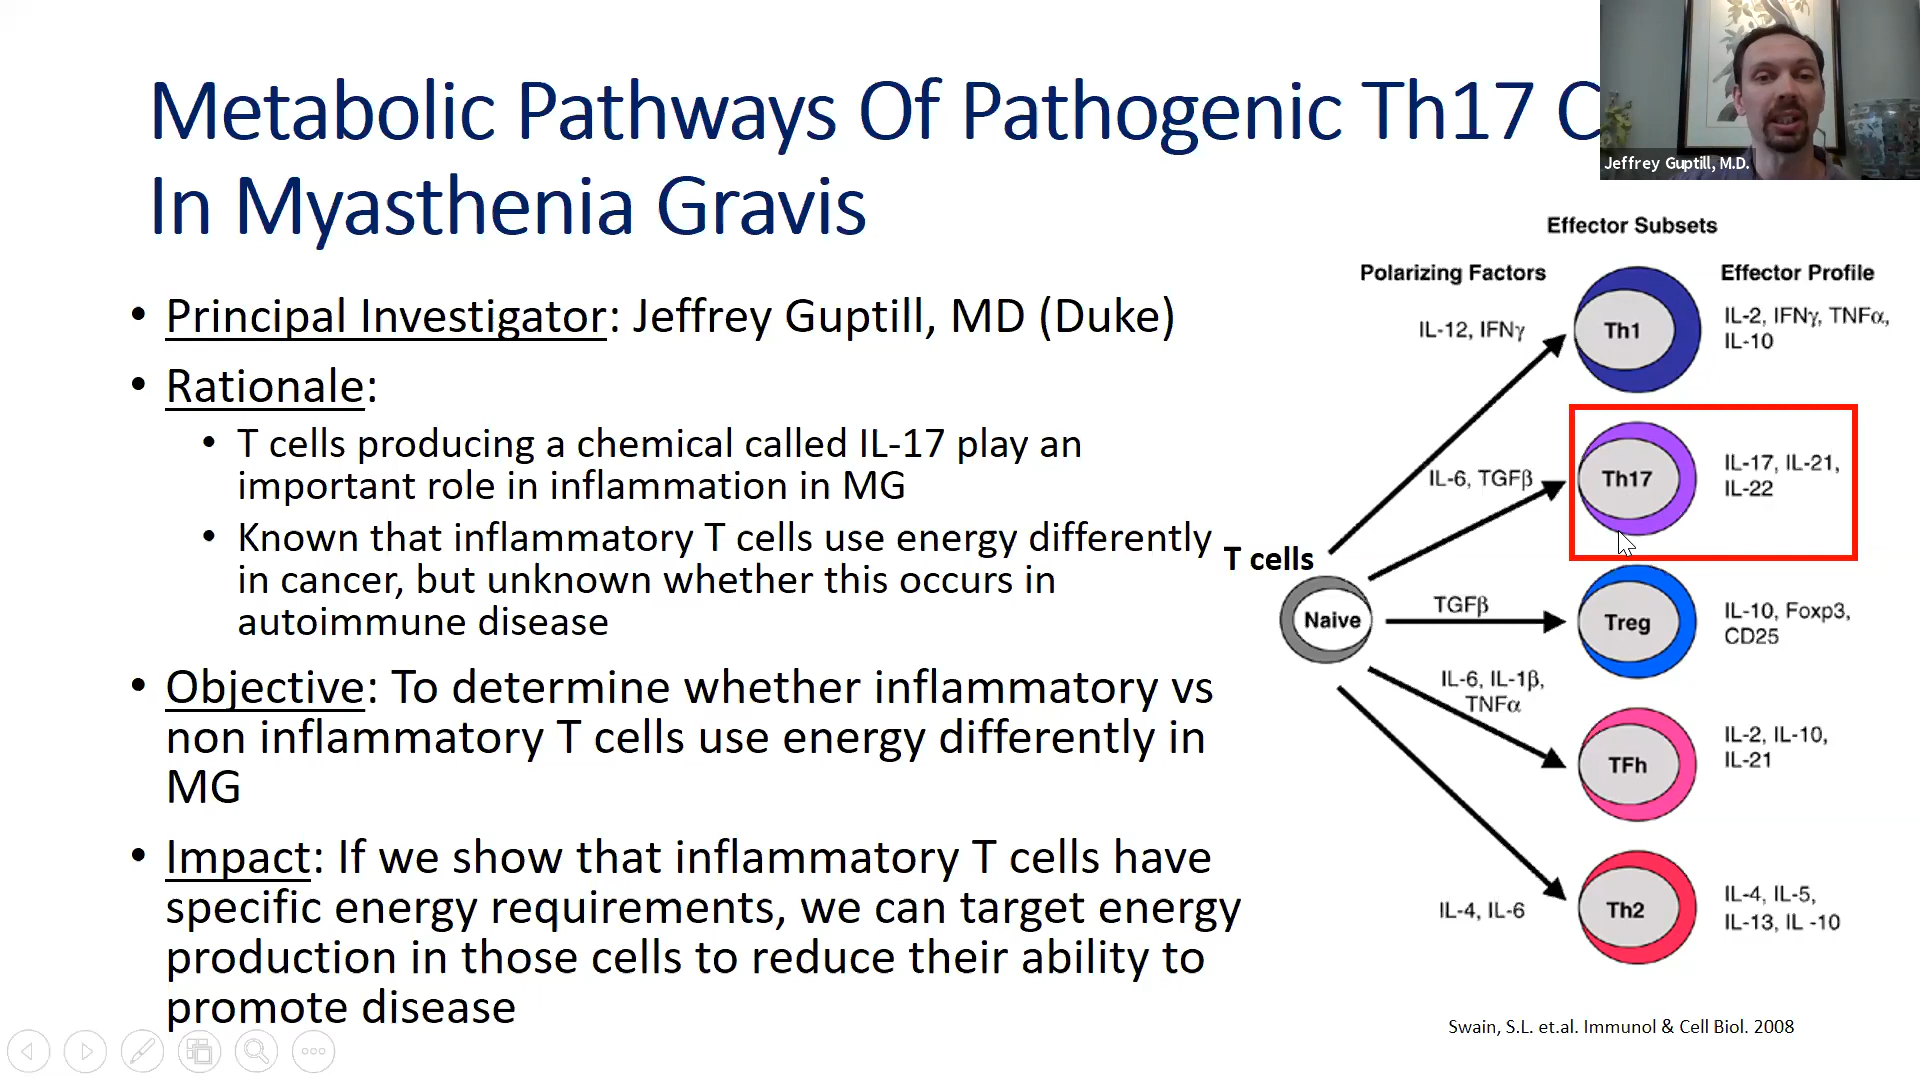 Metabolic Pathways Of Pathogenic Th17 C
In Myasthenia Gravis
Jeffrey Guptill, M.D.
• Principal Investigator: Jeffrey Guptill, MD (Duke)
• Rationale:
• T cells producing a chemical called IL-17 play an
important role in inflammation in MG
• Known that inflammatory T cells use energy differently
in cancer, but unknown whether this occurs in
autoimmune disease
• Objective: To determine whether inflammatory vs
non inflammatory T cells use energy differently in
MG
• Impact: If we show that inflammatory T cells have
specific energy requirements, we can target energy
production in those cells to reduce their ability to
promote disease
Effector Subsets
Polarizing Factors
Effector Profile
IL-12, IFNγ
Th1
IL-2, IFNγ, TNFα,
IL-10
IL-6, TGFβ
Th17
IL-17, IL-21,
IL-22
T cells
Naive
TGFβ
Treg
IL-10, Foxp3,
CD25
IL-6, IL-1β,
TNFα
TFh
IL-2, IL-10,
IL-21
IL-4, IL-6
Th2
IL-4, IL-5,
IL-13, IL -10
Swain, S.L. et.al. Immunol & Cell Biol. 2008